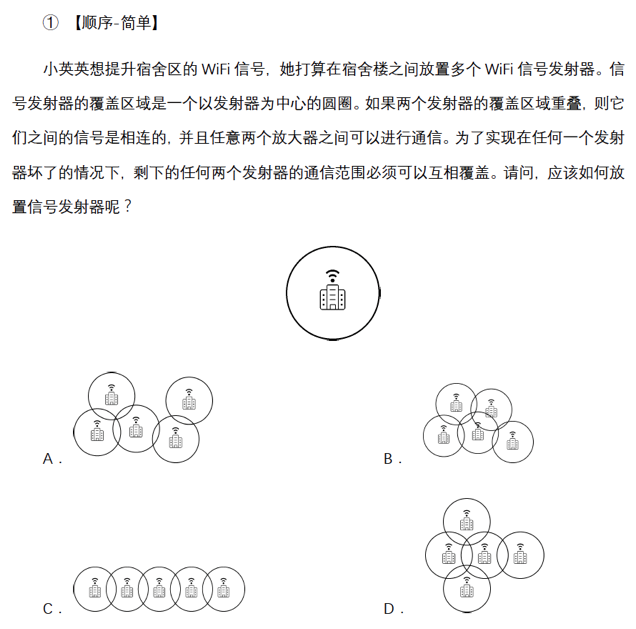 ① 【顺序-简单】
小英英想提升宿舍区的 WiFi 信号，她打算在宿舍楼之间放置多个 WiFi 信号发射器。信
号发射器的覆盖区域是一个以发射器为中心的圆圈。如果两个发射器的覆盖区域重叠，则它
们之间的信号是相连的，并且任意两个放大器之间可以进行通信。为了实现在任何一个发射
器坏了的情况下，剩下的任何两个发射器的通信范围必须可以互相覆盖。请问，应该如何放
置信号发射器呢？
A．
B．
C．
D．